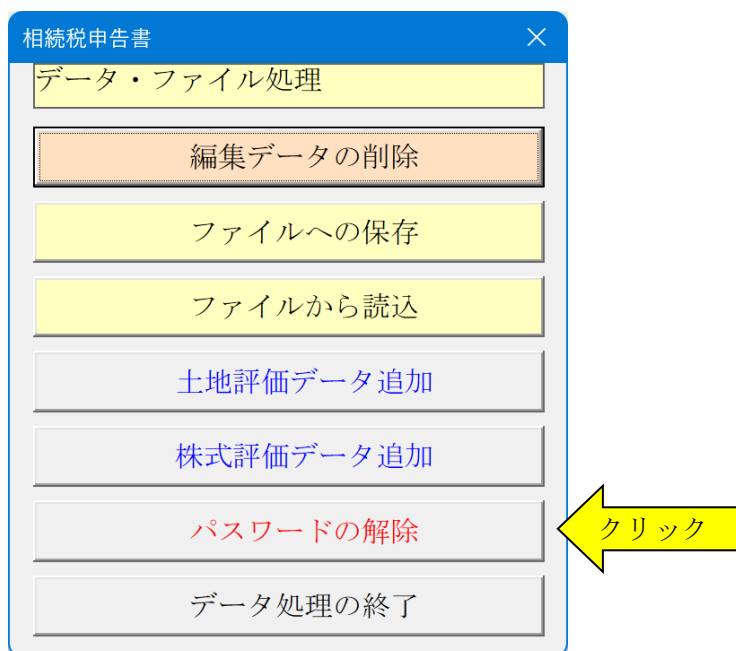 相続税申告書
データ・ファイル処理
編集データの削除
ファイルへの保存
ファイルから読込
土地評価データ追加
株式評価データ追加
パスワードの解除
クリック
データ処理の終了